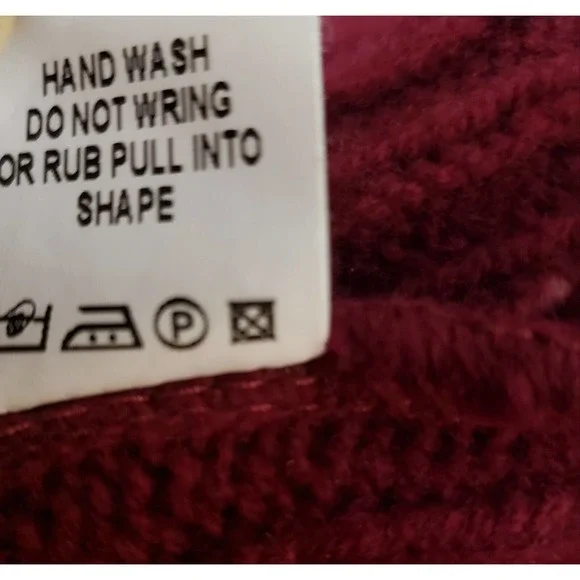 HAND WASH
DO NOT WRING
OR RUB PULL INTO
SHAPE
P